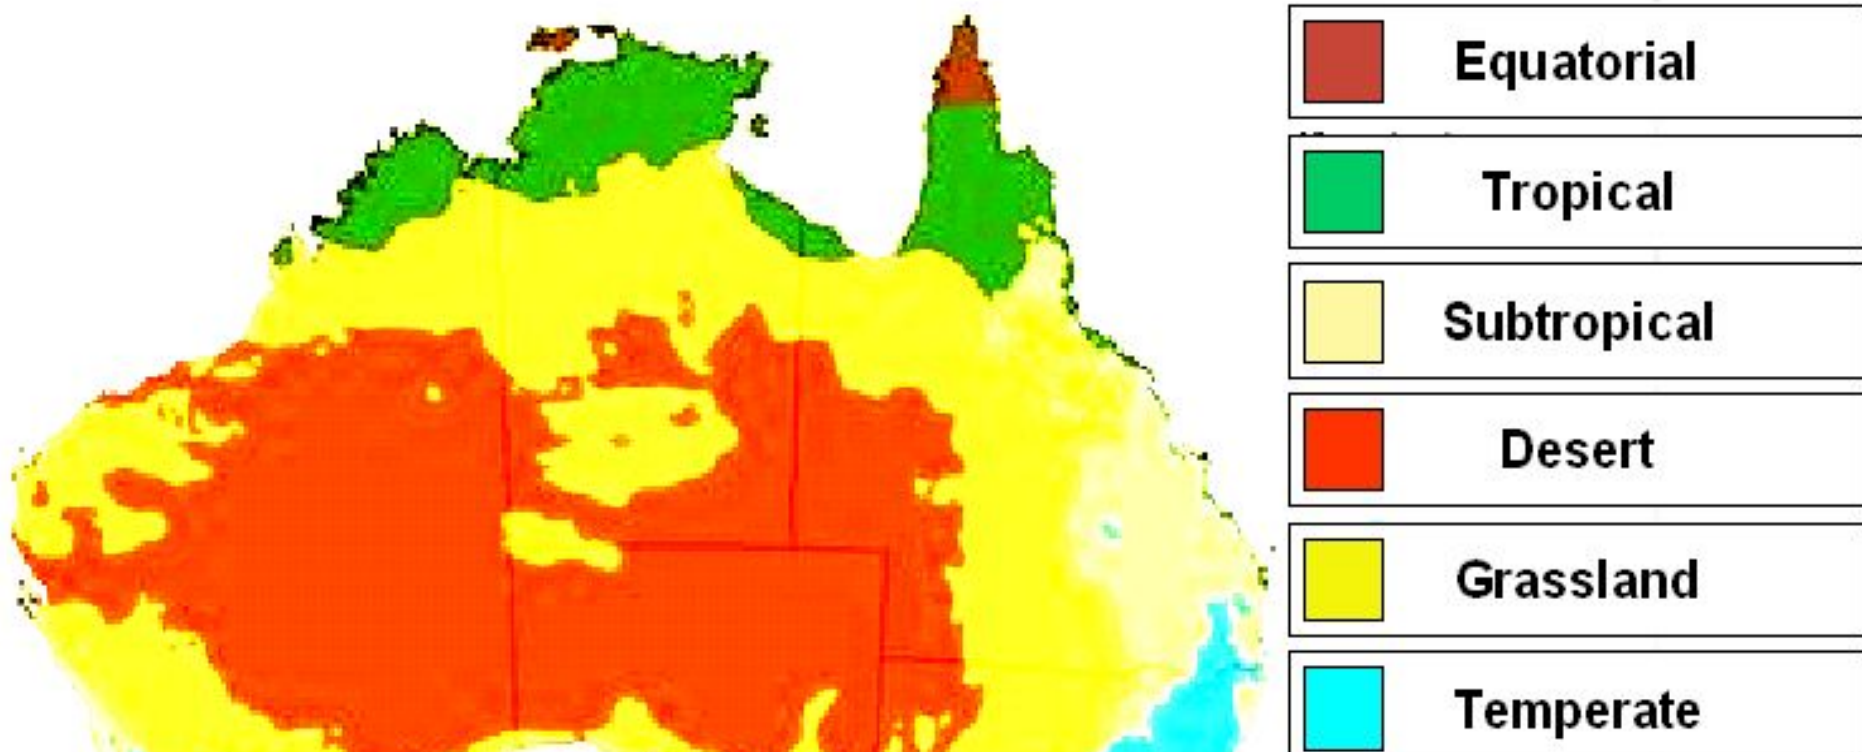 Equatorial
Tropical
Subtropical
Desert
Grassland
Temperate